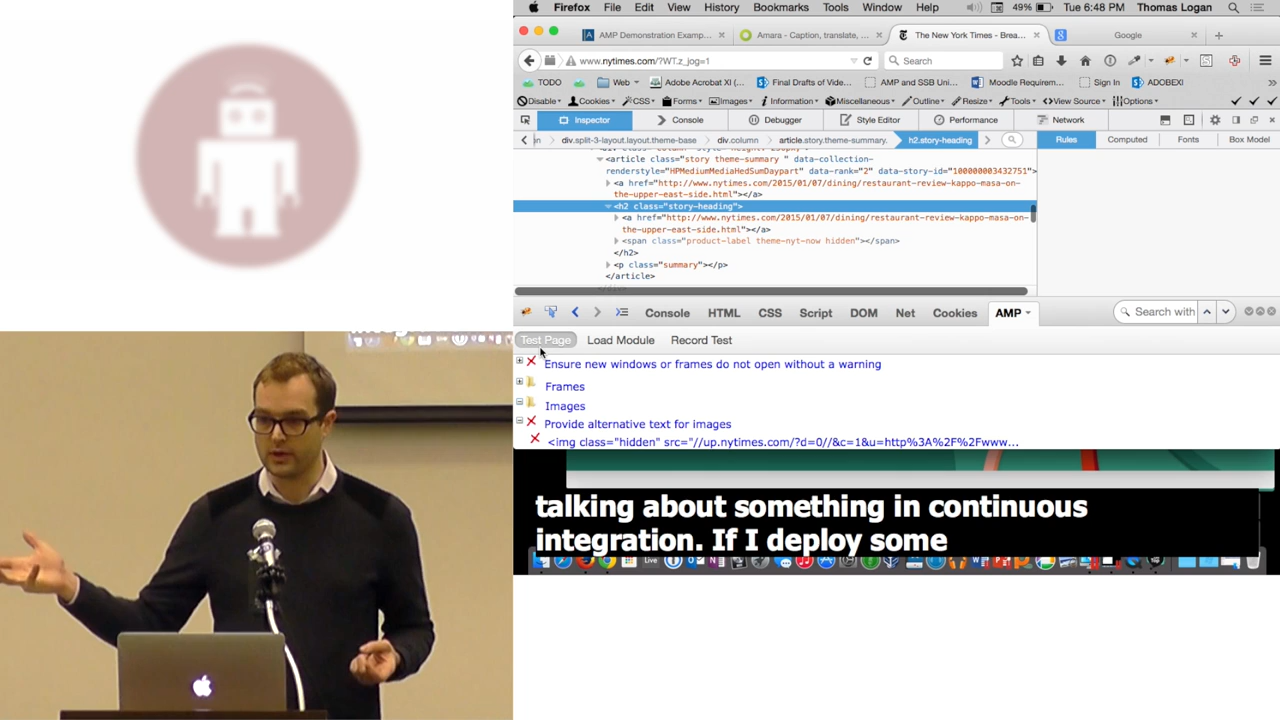 Firefox File Edit View History Bookmarks Tools Window Help 49% Tue 6:48 PM Thomas Logan
AMP Demonstration Examp... Amara - Caption, translate, ... The New York Times - Brea... Google
www.nytimes.com/?WT.z_jog=1 Search
TODO Web Adobe Acrobat XI (... Final Drafts of Vide... AMP and SSB Uni... Moodle Requirem... Sign In ADOBEXI
Disable Cookies CSS Forms Images Information Miscellaneous Outline Resize Tools View Source Options
Inspector Console Debugger Style Editor Performance Network
div.split-3-layout.layout.theme-base div.column article.story.theme-summary. h2.story-heading Rules Computed Fonts Box Model
<article class="story theme-summary " data-collection-
renderstyle="HPMediumMediaHedSumDaypart" data-rank="2" data-story-id="100000003432751">
<a href="http://www.nytimes.com/2015/01/07/dining/restaurant-review-kappo-masa-on-
the-upper-east-side.html"></a>
<h2 class="story-heading">
<a href="http://www.nytimes.com/2015/01/07/dining/restaurant-review-kappo-masa-on-
the-upper-east-side.html"></a>
<span class="product-label theme-nyt-now hidden"></span>
</h2>
<p class="summary"></p>
</article>
Console HTML CSS Script DOM Net Cookies AMP Search with
Test Page Load Module Record Test
Ensure new windows or frames do not open without a warning
Frames
Images
Provide alternative text for images
<img class="hidden" src="//up.nytimes.com/?d=0//&c=1&u=http%3A%2F%2Fwww...
talking about something in continuous
integration. If I deploy some